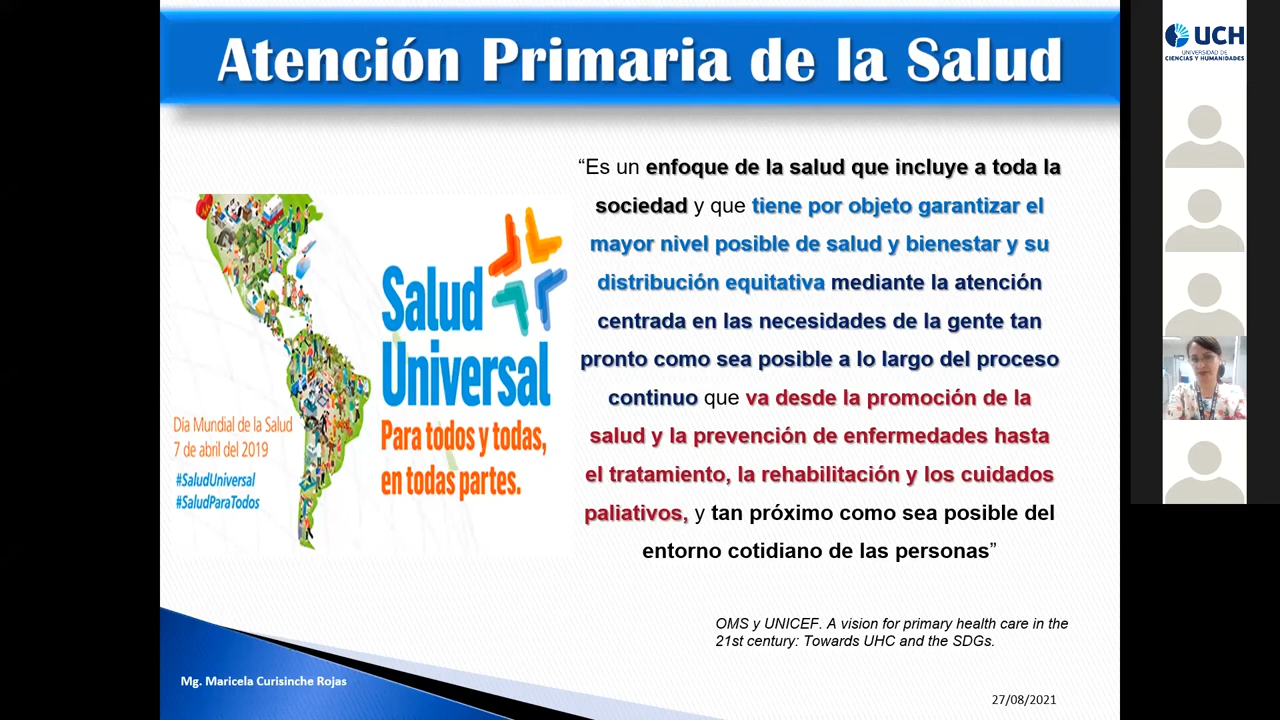 Atención Primaria de la Salud
UCH
UNIVERSIDAD DE
CIENCIAS Y HUMANIDADES
“Es un enfoque de la salud que incluye a toda la
sociedad y que tiene por objeto garantizar el
mayor nivel posible de salud y bienestar y su
distribución equitativa mediante la atención
centrada en las necesidades de la gente tan
pronto como sea posible a lo largo del proceso
continuo que va desde la promoción de la
salud y la prevención de enfermedades hasta
el tratamiento, la rehabilitación y los cuidados
paliativos, y tan próximo como sea posible del
entorno cotidiano de las personas”
Salud
Universal
Para todos y todas,
en todas partes.
Día Mundial de la Salud
7 de abril del 2019
#SaludUniversal
#SaludParaTodos
OMS y UNICEF. A vision for primary health care in the
21st century: Towards UHC and the SDGs.
Mg. Maricela Curisinche Rojas
27/08/2021